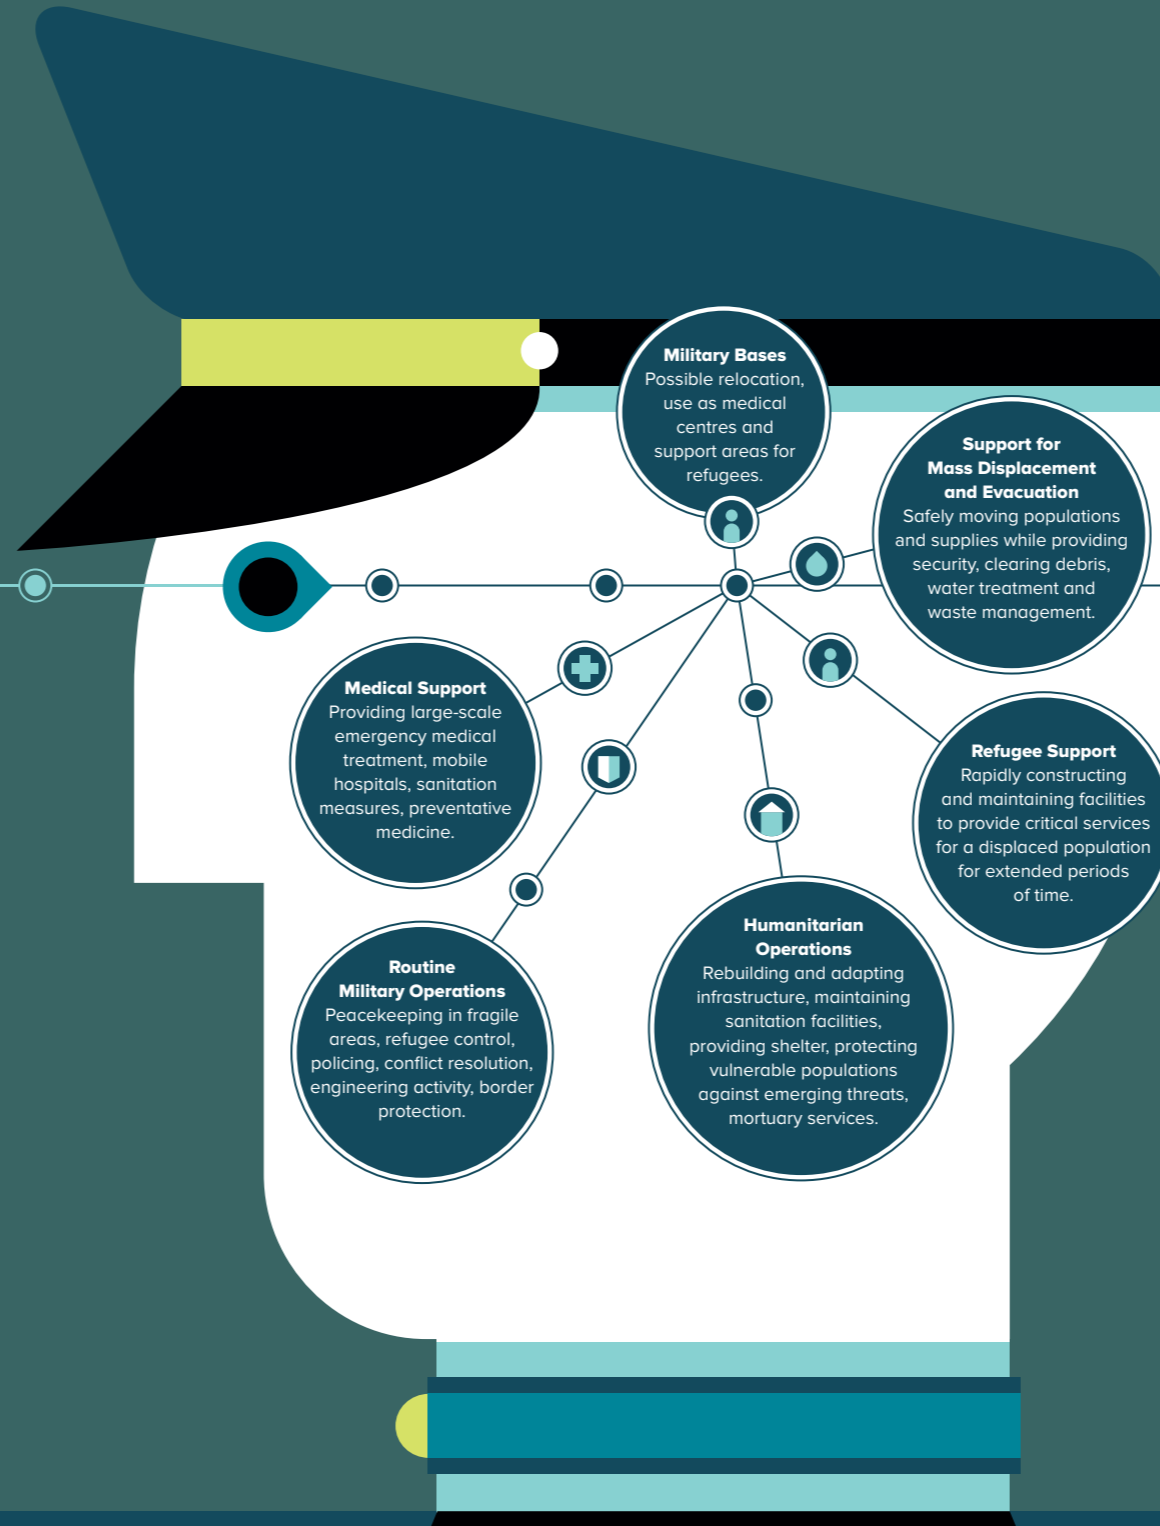 Military Bases
Possible relocation,
use as medical
centres and
support areas for
refugees.
Support for
Mass Displacement
and Evacuation
Safely moving populations
and supplies while providing
security, clearing debris,
water treatment and
waste management.
Medical Support
Providing large-scale
emergency medical
treatment, mobile
hospitals, sanitation
measures, preventative
medicine.
Refugee Support
Rapidly constructing
and maintaining facilities
to provide critical services
for a displaced population
for extended periods
of time.
Routine
Military Operations
Peacekeeping in fragile
areas, refugee control,
policing, conflict resolution,
engineering activity, border
protection.
Humanitarian
Operations
Rebuilding and adapting
infrastructure, maintaining
sanitation facilities,
providing shelter, protecting
vulnerable populations
against emerging threats,
mortuary services.